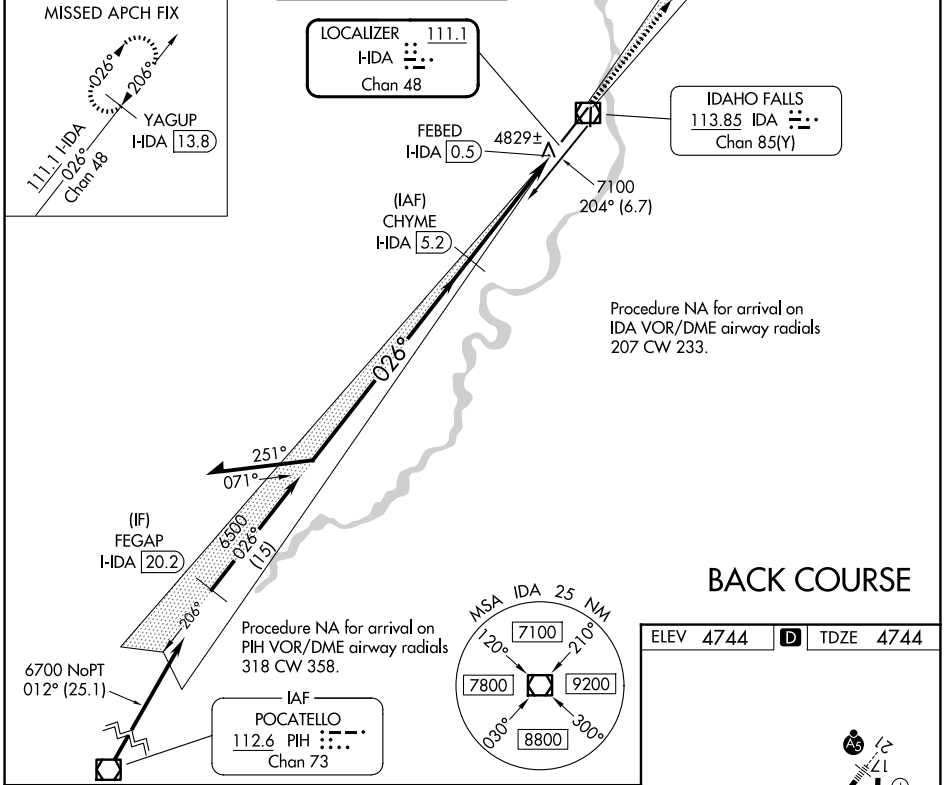 MISSED APCH FIX
026°
206°
YAGUP
I-IDA 13.8
111.1 I-IDA
026°
Chan 48
LOCALIZER 111.1
I-IDA
Chan 48
IDAHO FALLS
113.85 IDA
Chan 85(Y)
FEBED
I-IDA 0.5
4829±
7100
204° (6.7)
(IAF)
CHYME
I-IDA 5.2
Procedure NA for arrival on
IDA VOR/DME airway radials
207 CW 233.
026°
251°
071°
(IF)
FEGAP
I-IDA 20.2
6500
026°
(15)
206°
6700 NoPT
012° (25.1)
Procedure NA for arrival on
PIH VOR/DME airway radials
318 CW 358.
IAF
POCATELLO
112.6 PIH
Chan 73
MSA IDA 25 NM
120°
7100
210°
7800
9200
030°
8800
300°
BACK COURSE
ELEV 4744 D TDZE 4744
A5
21
17L